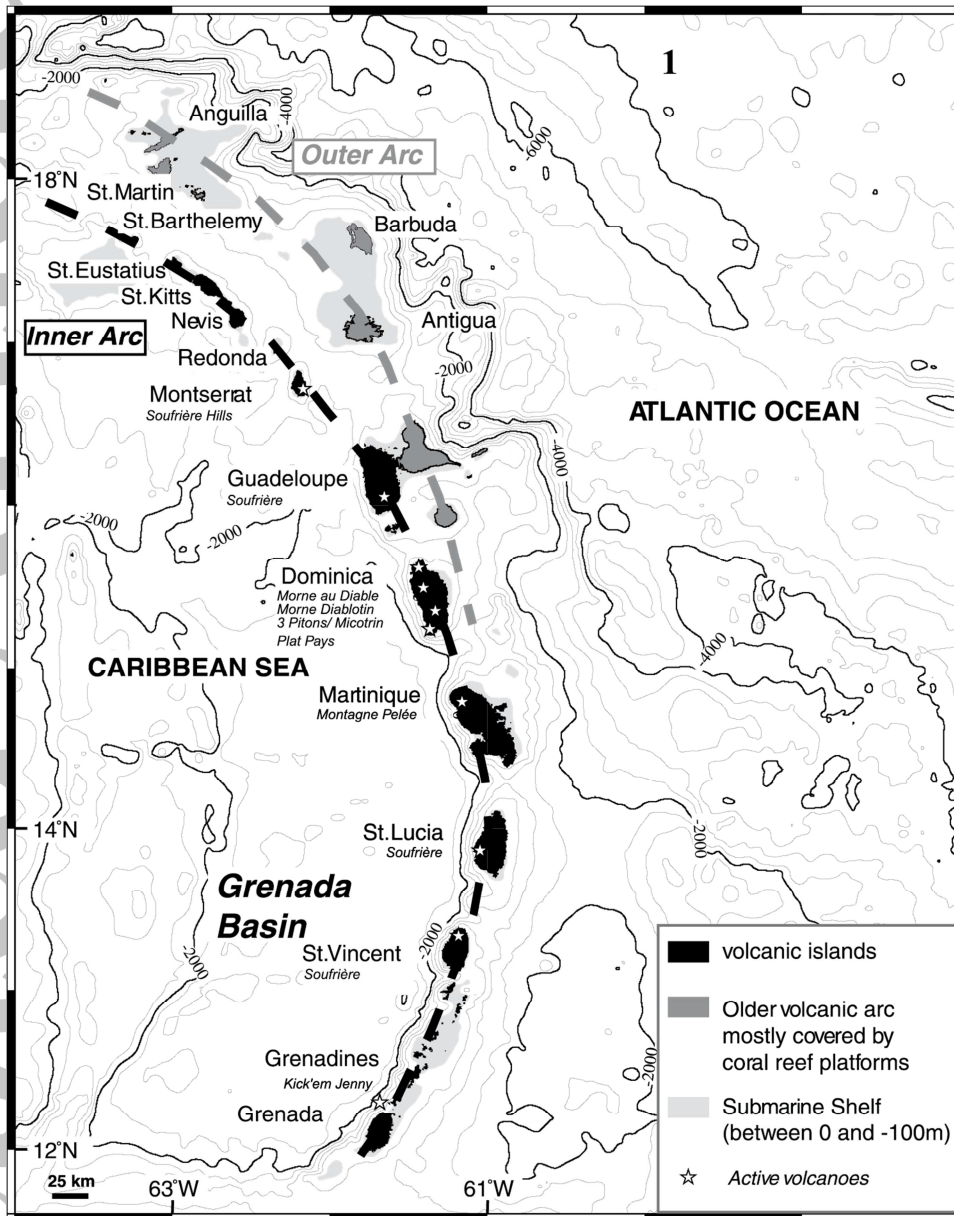 1
-2000
Anguilla
-4000
Outer Arc
-6000
18°N
St.Martin
St.Barthelemy
Barbuda
St.Eustatius
St.Kitts
Nevis
Antigua
Inner Arc
Redonda
-2000
Montserrat
Soufrière Hills
ATLANTIC OCEAN
-4000
Guadeloupe
Soufrière
-2000
-2000
Dominica
Morne au Diable
Morne Diablotin
3 Pitons/ Micotrin
Plat Pays
-4000
CARIBBEAN SEA
Martinique
Montagne Pelée
14°N
St.Lucia
Soufrière
-2000
Grenada
Basin
-2000
St.Vincent
Soufrière
-2000
Grenadines
Kick'em Jenny
Grenada
-2000
12°N
25 km
63°W
61°W
volcanic islands
Older volcanic arc
mostly covered by
coral reef platforms
Submarine Shelf
(between 0 and -100m)
Active volcanoes